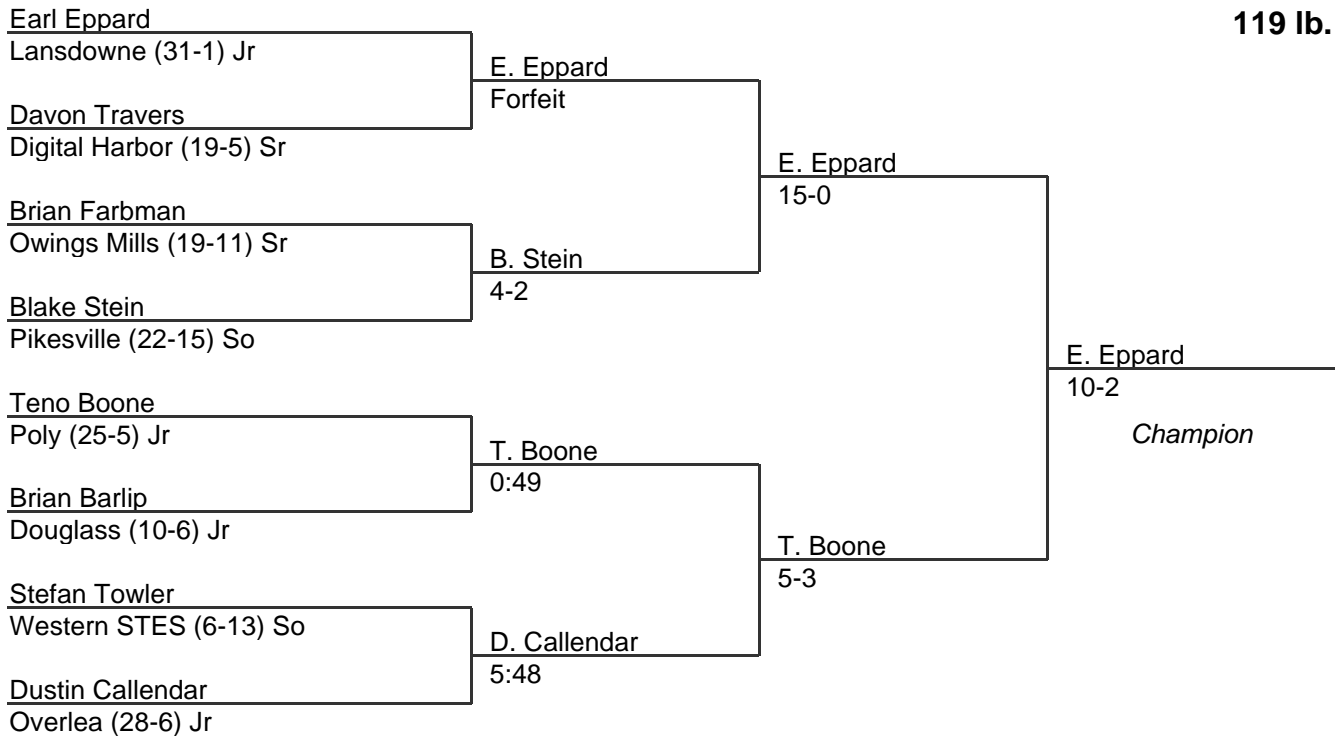 119 lb.
Earl Eppard
Lansdowne (31-1) Jr
E. Eppard
Forfeit
Davon Travers
Digital Harbor (19-5) Sr
E. Eppard
15-0
Brian Farbman
Owings Mills (19-11) Sr
B. Stein
4-2
Blake Stein
Pikesville (22-15) So
E. Eppard
10-2
Champion
Teno Boone
Poly (25-5) Jr
T. Boone
0:49
Brian Barlip
Douglass (10-6) Jr
T. Boone
5-3
Stefan Towler
Western STES (6-13) So
D. Callendar
5:48
Dustin Callendar
Overlea (28-6) Jr